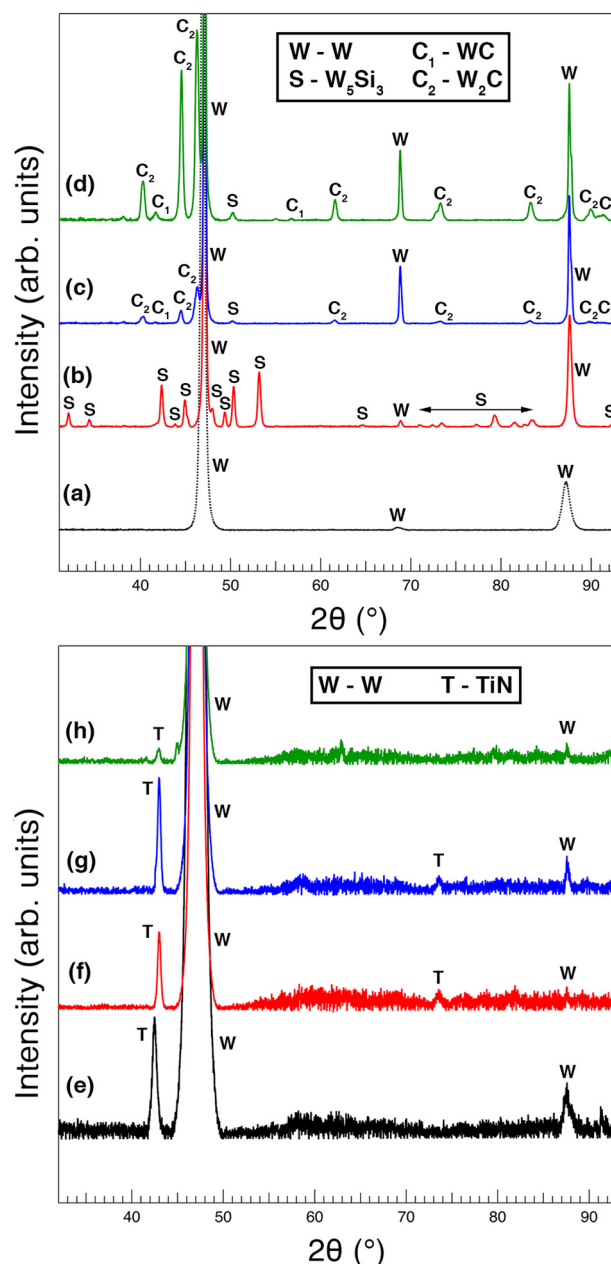 W - W C₁ - WC
S - W₅Si₃ C₂ - W₂C
C₂
C₂
W
W
W
(d)
C₂
C₁
S
C₁
C₂
C₂
C₂
C₂ C
W
W
(c)
C₂
C₁
C₂
C₂
S
C₂
C₂
C₂
C₂ C
W
(b)
S
S
S
S
S
W
S
S
S
S
S
W
S
W
S
(a)
W
W
W
40 50 60 70 80 90
2θ (°)
Intensity (arb. units)
W - W T - TiN
(h)
T
W
W
(g)
T
W
T
W
(f)
T
W
T
W
(e)
T
W
W
40 50 60 70 80 90
2θ (°)
Intensity (arb. units)